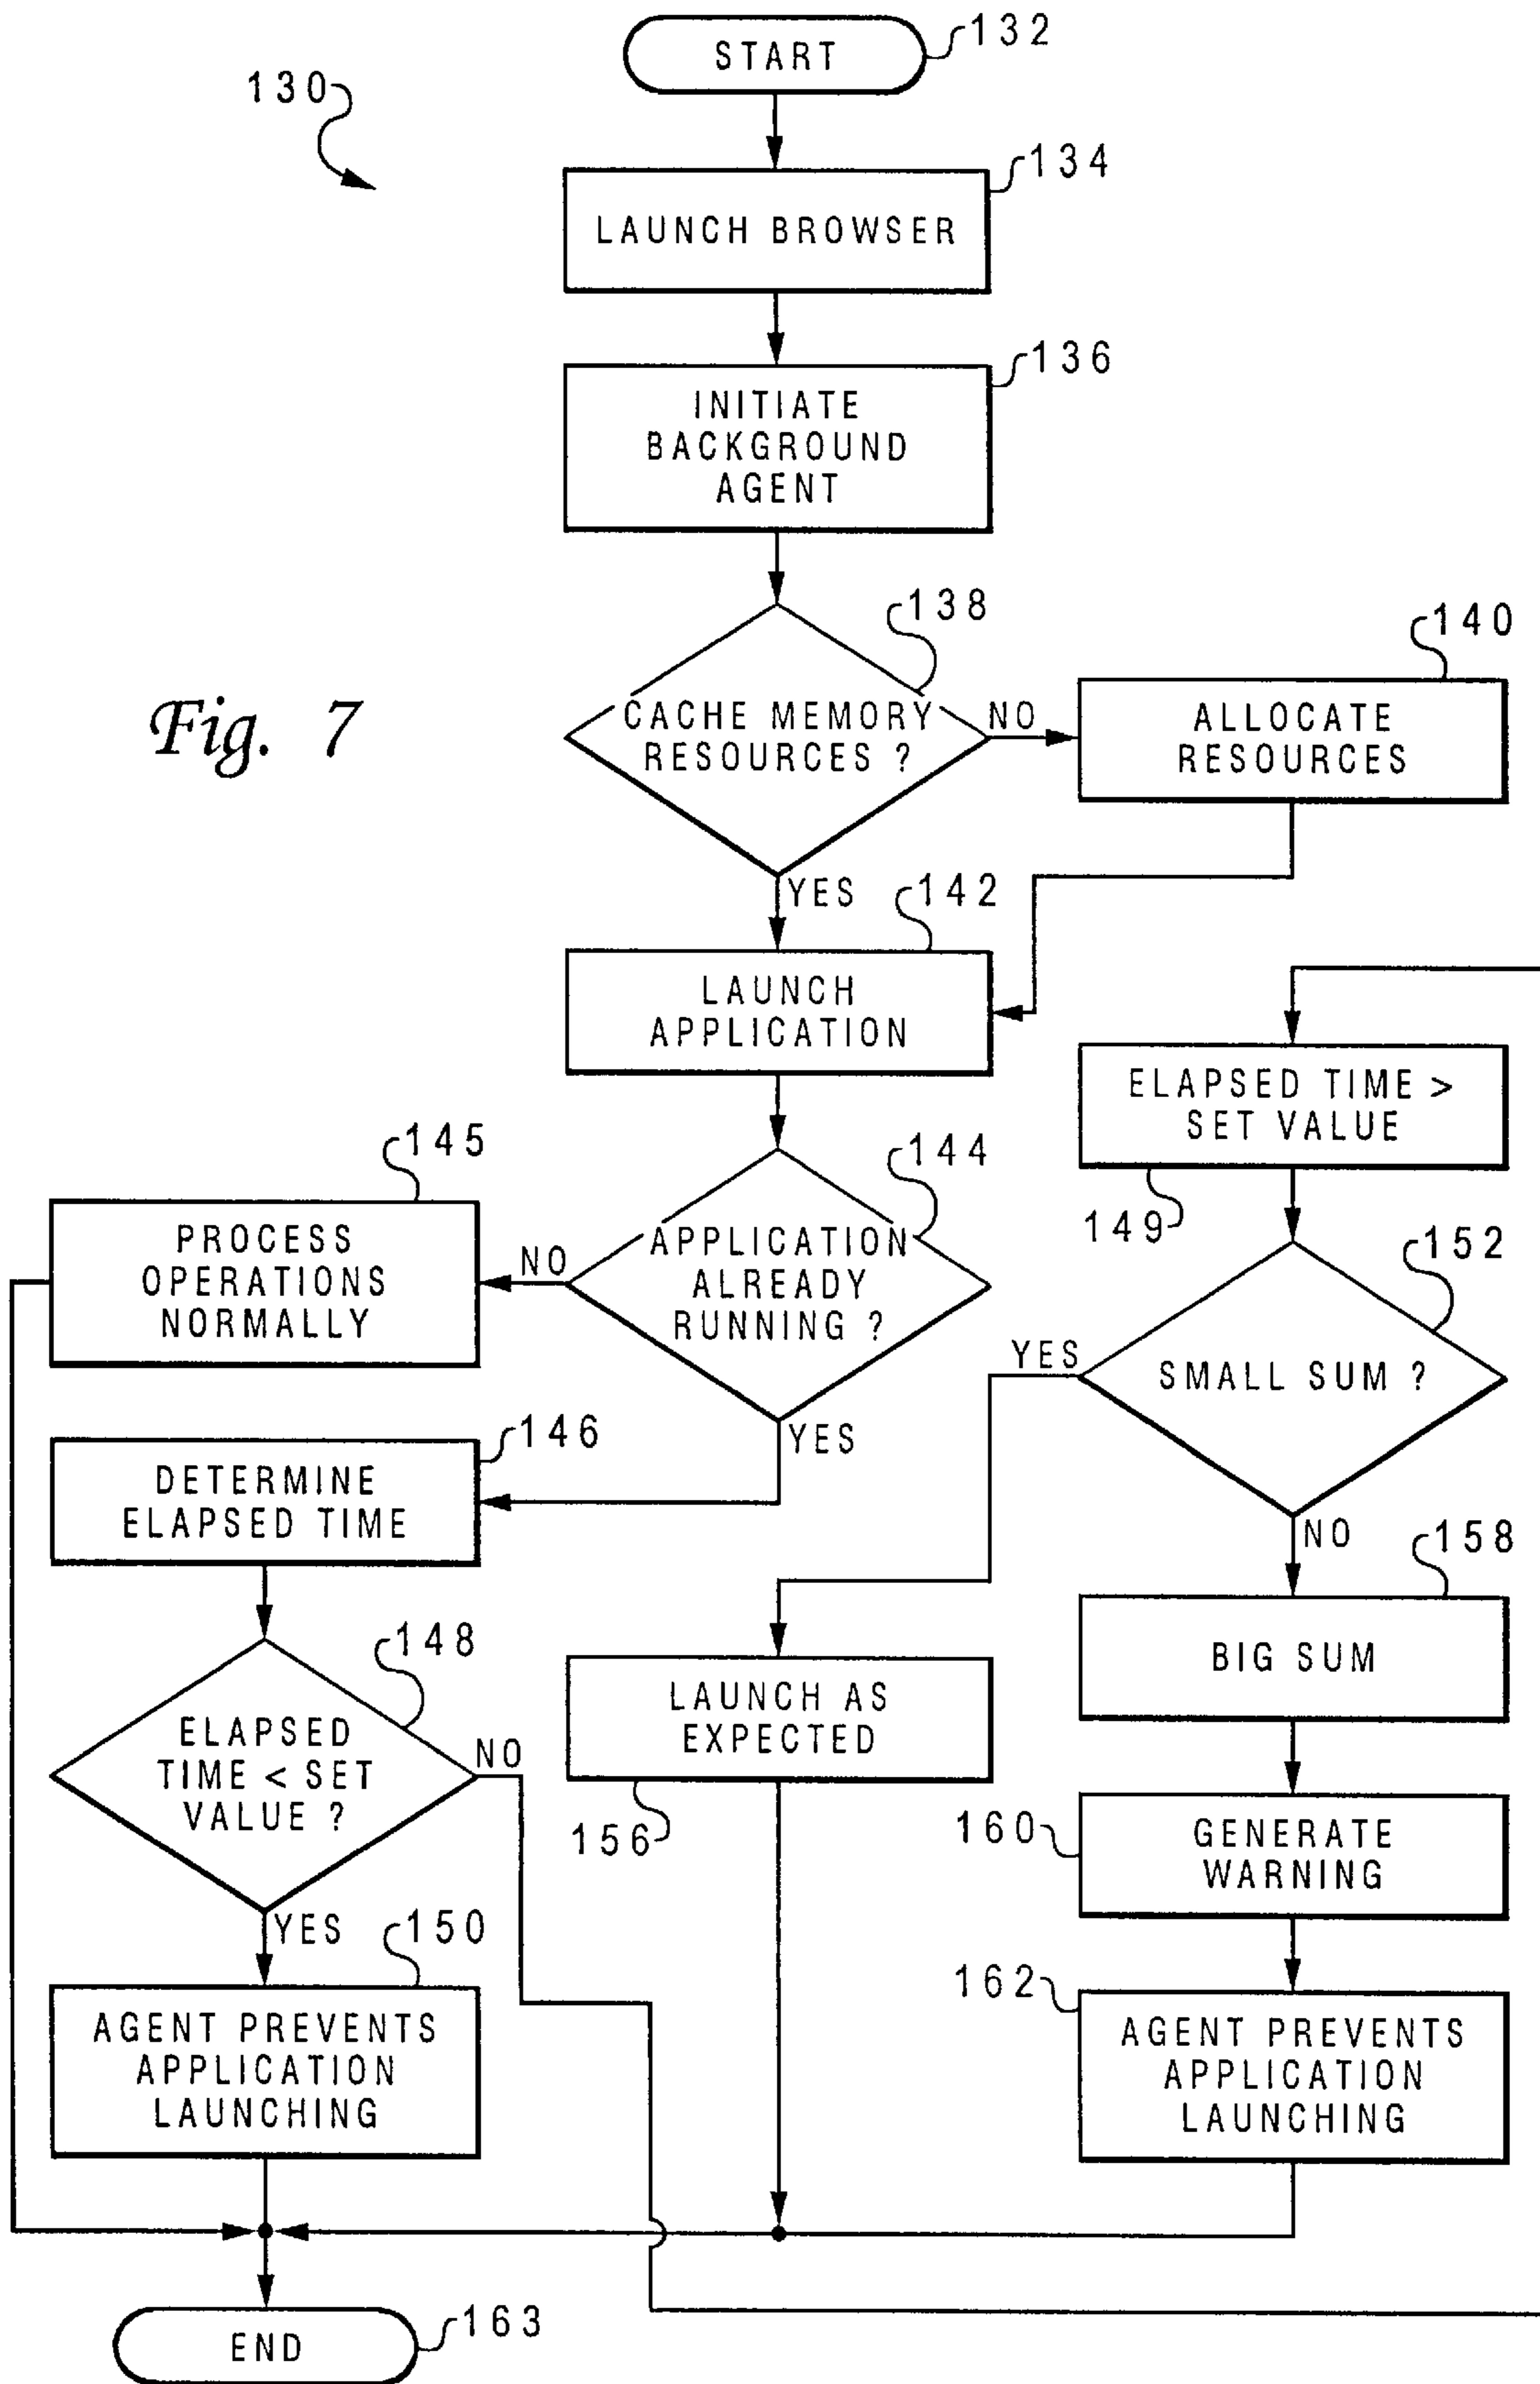 START
132
130
134
LAUNCH BROWSER
136
INITIATE
BACKGROUND
AGENT
138
140
Fig. 7
CACHE MEMORY
RESOURCES ?
NO
ALLOCATE
RESOURCES
YES
142
LAUNCH
APPLICATION
ELAPSED TIME >
SET VALUE
149
145
144
PROCESS
OPERATIONS
NORMALLY
NO
APPLICATION
ALREADY
RUNNING ?
152
YES
SMALL SUM ?
YES
146
DETERMINE
ELAPSED TIME
NO
158
148
BIG SUM
LAUNCH AS
EXPECTED
156
ELAPSED
TIME < SET
VALUE ?
NO
160
GENERATE
WARNING
YES
150
162
AGENT PREVENTS
APPLICATION
LAUNCHING
AGENT PREVENTS
APPLICATION
LAUNCHING
END
163